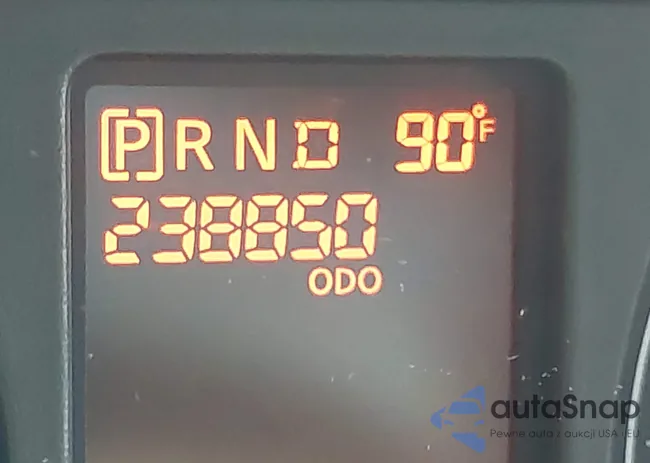 [P] R N D 90°F
238850
ODO
autaSnap
Pewne auta z aukcji USA i EU